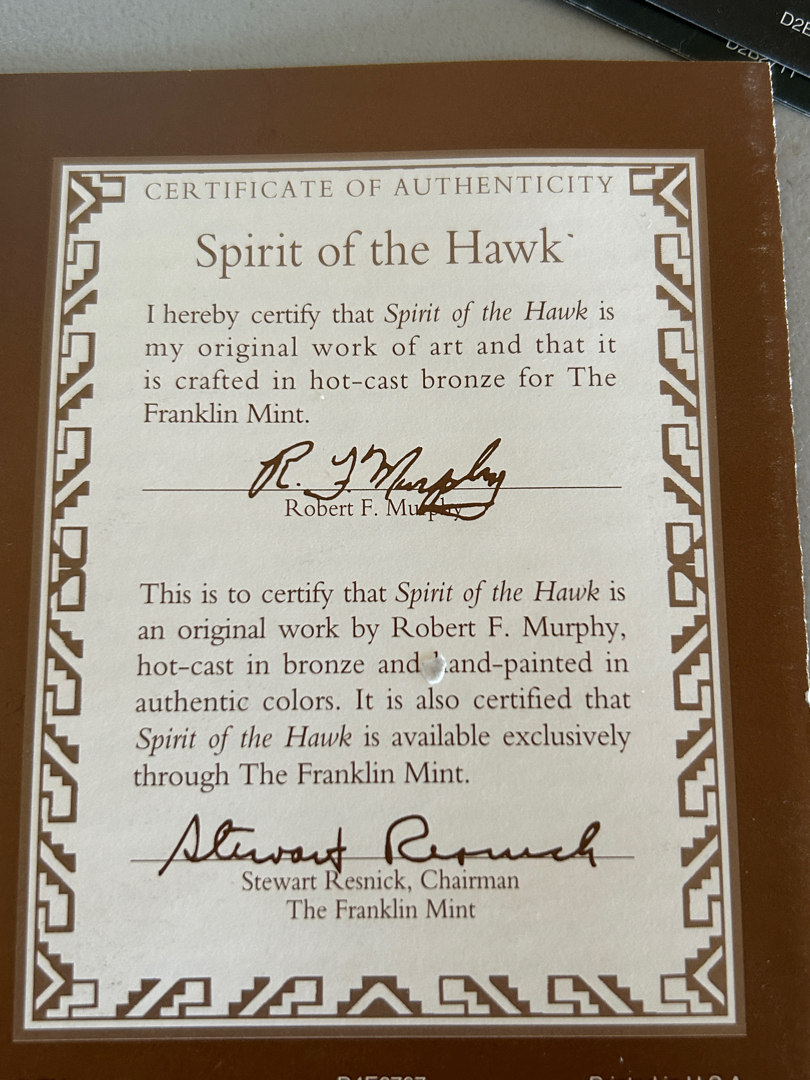 D2E
CERTIFICATE OF AUTHENTICITY
Spirit of the Hawk
I hereby certify that Spirit of the Hawk is
my original work of art and that it
is crafted in hot-cast bronze for The
Franklin Mint.
R. F. Murphy
Robert F. Murphy
This is to certify that Spirit of the Hawk is
an original work by Robert F. Murphy,
hot-cast in bronze and hand-painted in
authentic colors. It is also certified that
Spirit of the Hawk is available exclusively
through The Franklin Mint.
Stewart Resnick
Stewart Resnick, Chairman
The Franklin Mint